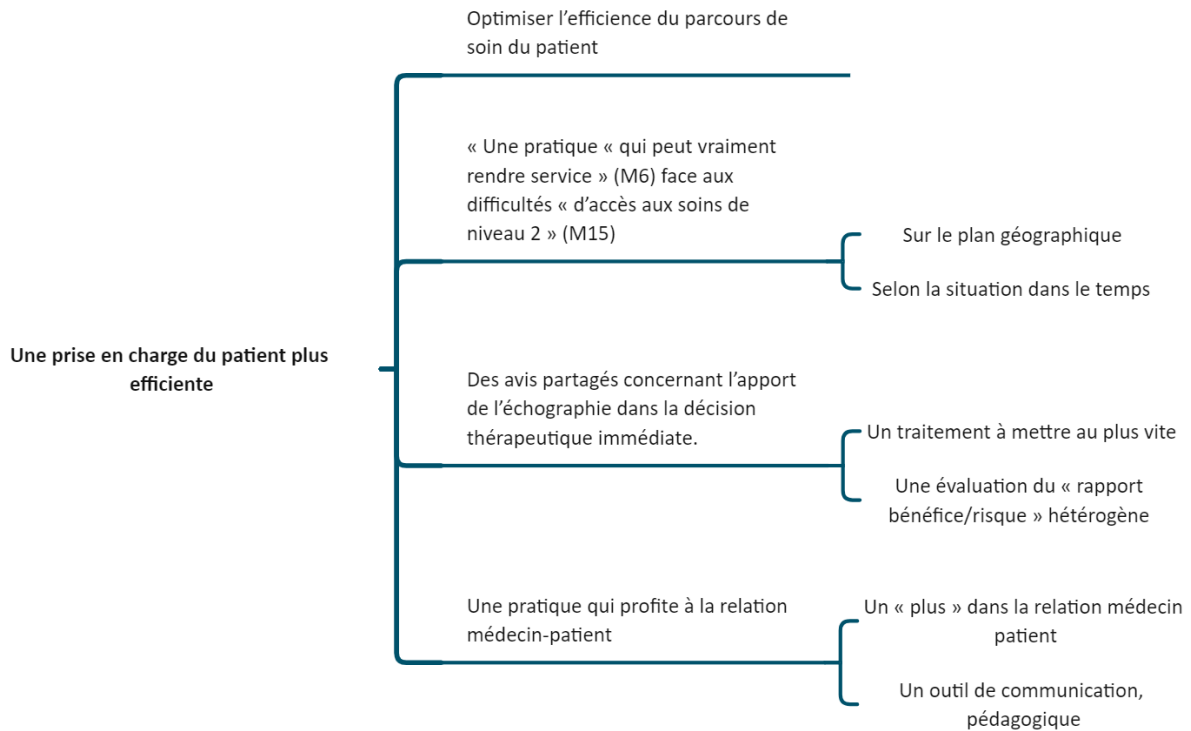 Optimiser l’efficience du parcours de
soin du patient
« Une pratique « qui peut vraiment
rendre service » (M6) face aux
difficultés « d’accès aux soins de
niveau 2 » (M15)
Sur le plan géographique
Selon la situation dans le temps
Une prise en charge du patient plus
efficiente
Des avis partagés concernant l’apport
de l’échographie dans la décision
thérapeutique immédiate.
Un traitement à mettre au plus vite
Une évaluation du « rapport
bénéfice/risque » hétérogène
Une pratique qui profite à la relation
médecin-patient
Un « plus » dans la relation médecin
patient
Un outil de communication,
pédagogique